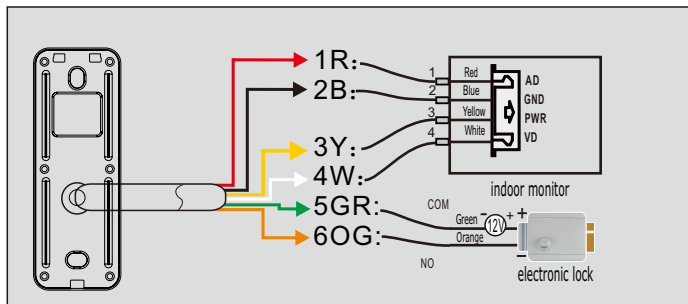 1R:
2B:
3Y:
4W:
5GR:
6OG:
1 Red AD
2 Blue GND
3 Yellow PWR
4 White VD
indoor monitor
COM
Green - 12V + +
Orange -
NO
electronic lock